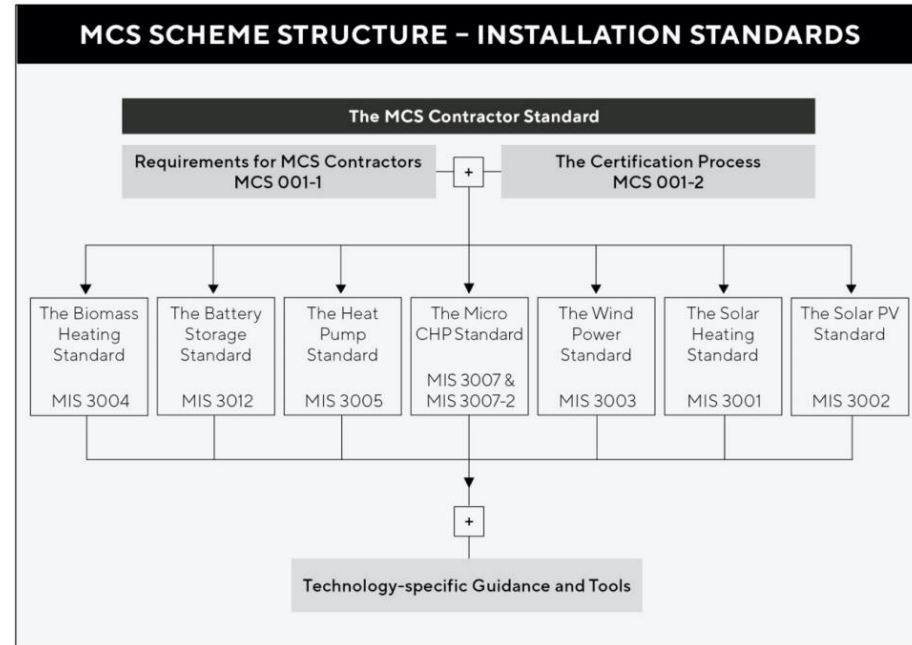 MCS SCHEME STRUCTURE – INSTALLATION STANDARDS
The MCS Contractor Standard
Requirements for MCS Contractors
MCS 001-1
+
The Certification Process
MCS 001-2
The Biomass
Heating
Standard
MIS 3004
The Battery
Storage
Standard
MIS 3012
The Heat
Pump
Standard
MIS 3005
The Micro
CHP Standard
MIS 3007 &
MIS 3007-2
The Wind
Power
Standard
MIS 3003
The Solar
Heating
Standard
MIS 3001
The Solar PV
Standard
MIS 3002
+
Technology-specific Guidance and Tools